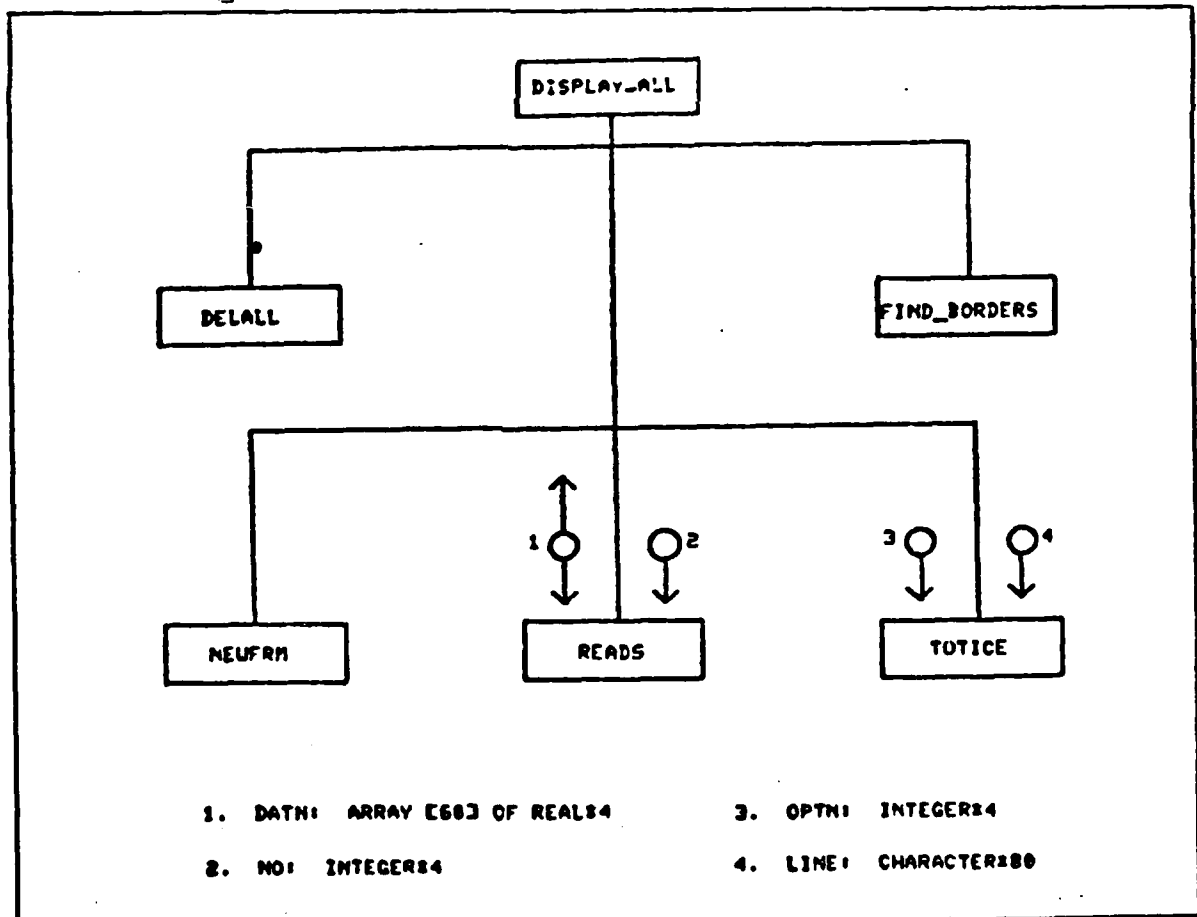 DISPLAY_ALL
DELALL
FIND_BORDERS
1
2
3
4
NEWFRM
READS
TOTICE
1. DATN: ARRAY [60] OF REAL*4
2. NO: INTEGER*4
3. OPTN: INTEGER*4
4. LINE: CHARACTER*80